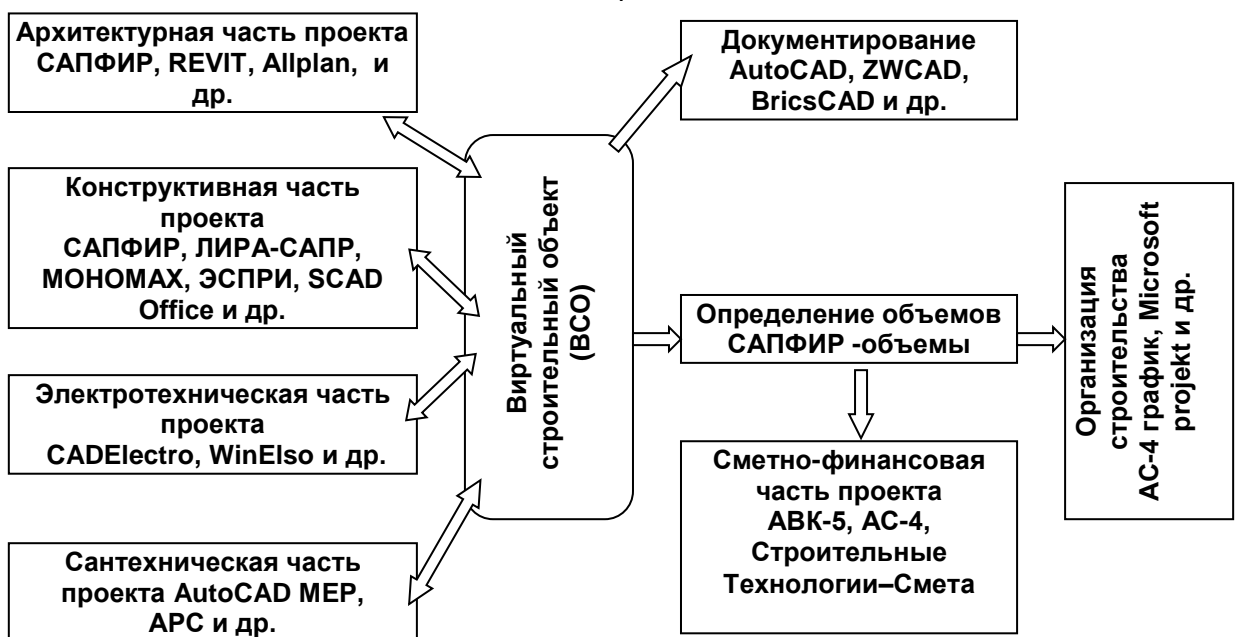 Архитектурная часть проекта
САПФИР, REVIT, Allplan, и
др.
Конструктивная часть
проекта
САПФИР, ЛИРА-САПР,
МОНОМАХ, ЭСПРИ, SCAD
Office и др.
Электротехническая часть
проекта
CADElectro, WinElso и др.
Сантехническая часть
проекта AutoCAD MEP,
АРС и др.
Виртуальный
строительный объект
(ВСО)
Документирование
AutoCAD, ZWCAD,
BricsCAD и др.
Определение объемов
САПФИР -объемы
Сметно-финансовая
часть проекта
АВК-5, АС-4,
Строительные
Технологии–Смета
Организация
строительства
АС-4 график, Microsoft
projekt и др.